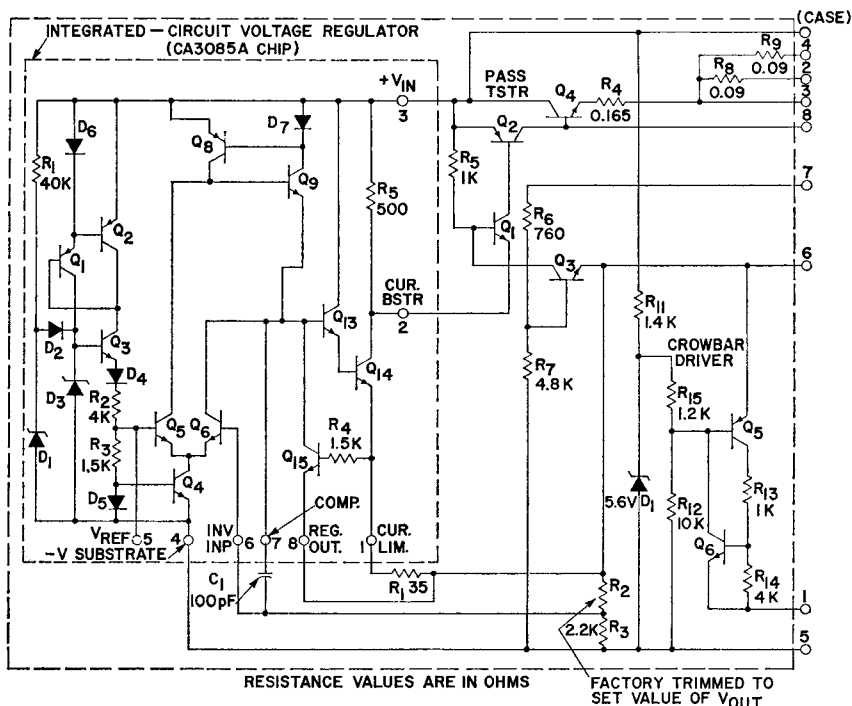 (CASE)
INTEGRATED-CIRCUIT VOLTAGE REGULATOR
(CA3085A CHIP)
R9
0.09
4
R8
0.09
2
3
+VIN
3
PASS
TSTR
Q4
R4
0.165
8
D6
D7
Q8
Q9
Q2
R5
1K
R1
40K
R5
500
7
Q2
Q1
R6
760
Q1
Q3
6
CUR.
BSTR
2
Q13
R11
1.4K
Q3
D2
D4
D3
Q14
R7
4.8K
CROWBAR
DRIVER
R15
1.2K
R2
4K
Q5
Q6
R4
1.5K
Q5
R3
1.5K
Q15
D1
Q4
5.6V D1
R12
10K
R13
1K
D5
COMP.
Q6
VREF 5
4
INV
INP 6
7
8 REG.
OUT.
1 CUR.
LIM.
R14
4K
-V SUBSTRATE
C1
100pF
R1 35
R2
1
2.2K R3
5
RESISTANCE VALUES ARE IN OHMS
FACTORY TRIMMED TO
SET VALUE OF VOUT